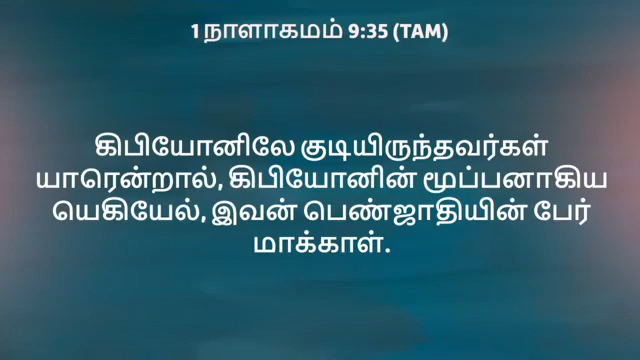 1 நாளாகமம் 9:35 (TAM)
கிபியோனிலே குடியிருந்தவர்கள்
யாரென்றால், கிபியோனின் மூப்பனாகிய
யெகியேல், இவன் பெண்ஜாதியின் பேர்
மாக்காள்.